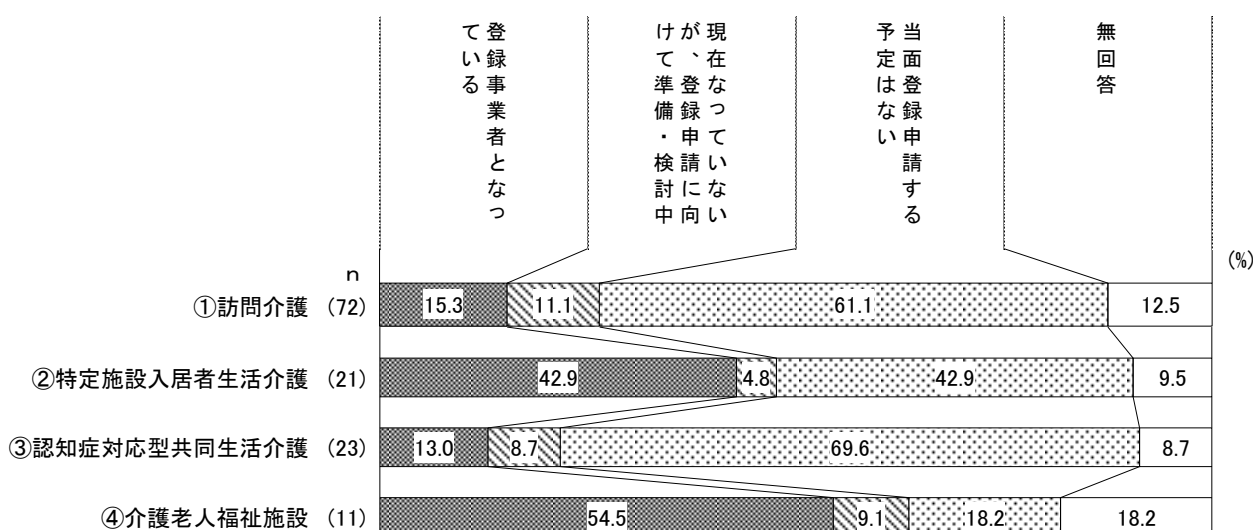 登録事業者となっ
ている
現在なっていない
が、登録申請に向
けて準備・検討中
当面登録申請する
予定はない
無回答
(%)
n
①訪問介護 (72) 15.3 11.1 61.1 12.5
②特定施設入居者生活介護 (21) 42.9 4.8 42.9 9.5
③認知症対応型共同生活介護 (23) 13.0 8.7 69.6 8.7
④介護老人福祉施設 (11) 54.5 9.1 18.2 18.2